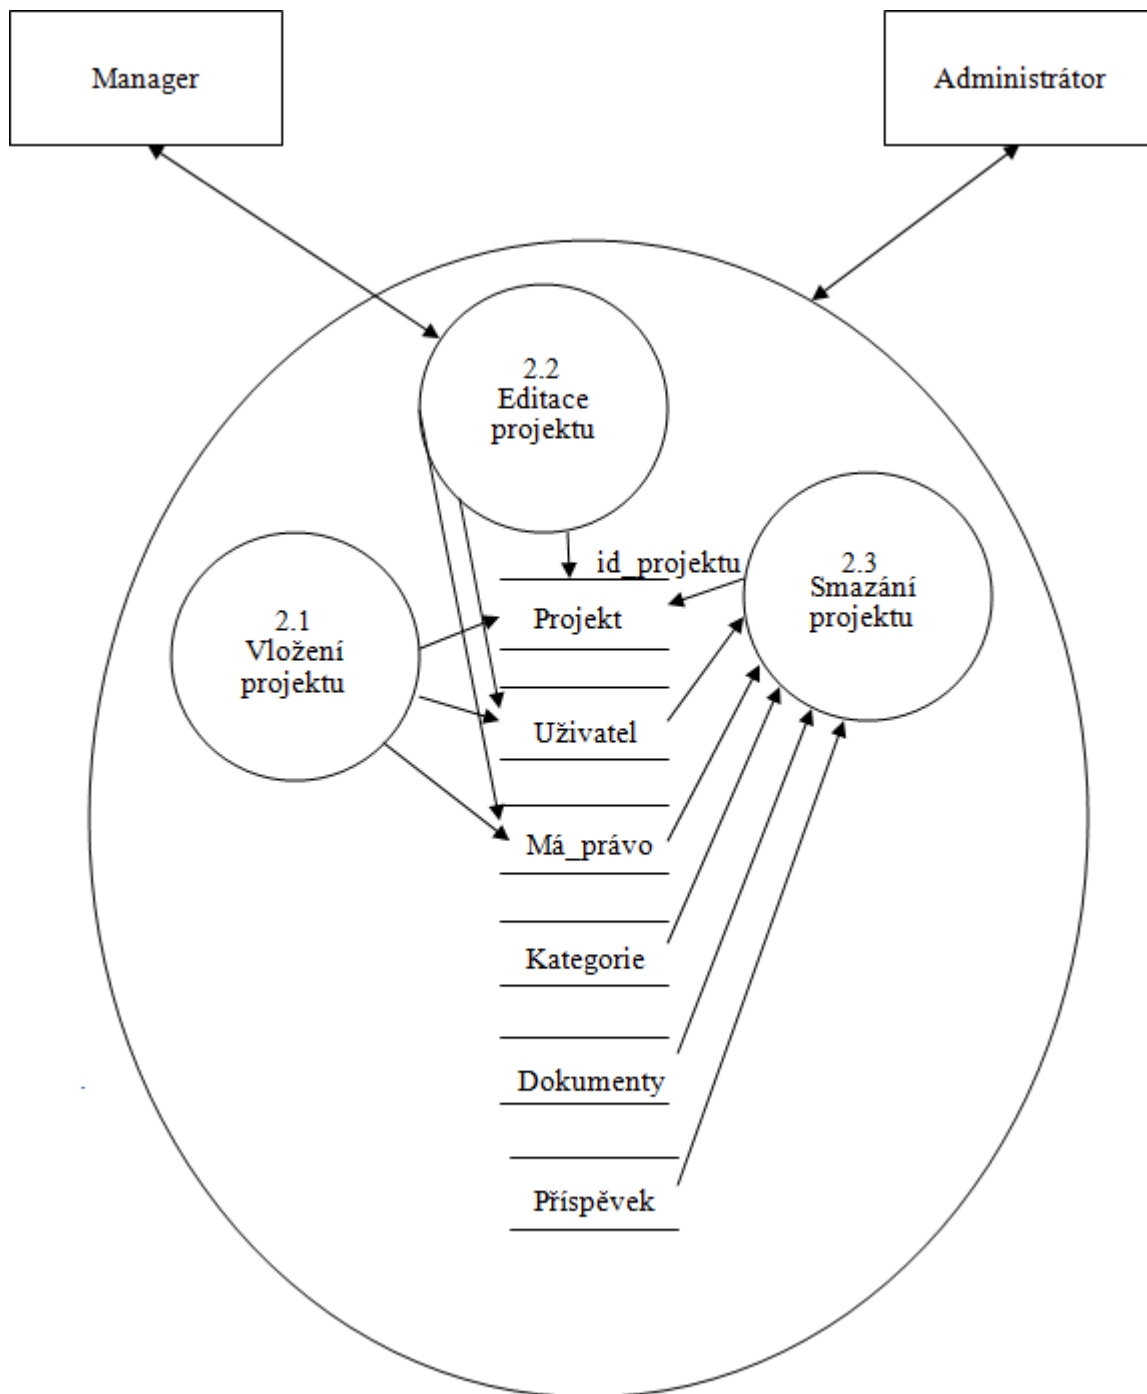 Manager
Administrátor
2.2
Editace
projektu
id_projektu
2.3
Smazání
projektu
2.1
Vložení
projektu
Projekt
Uživatel
Má_právo
Kategorie
Dokumenty
Příspěvek